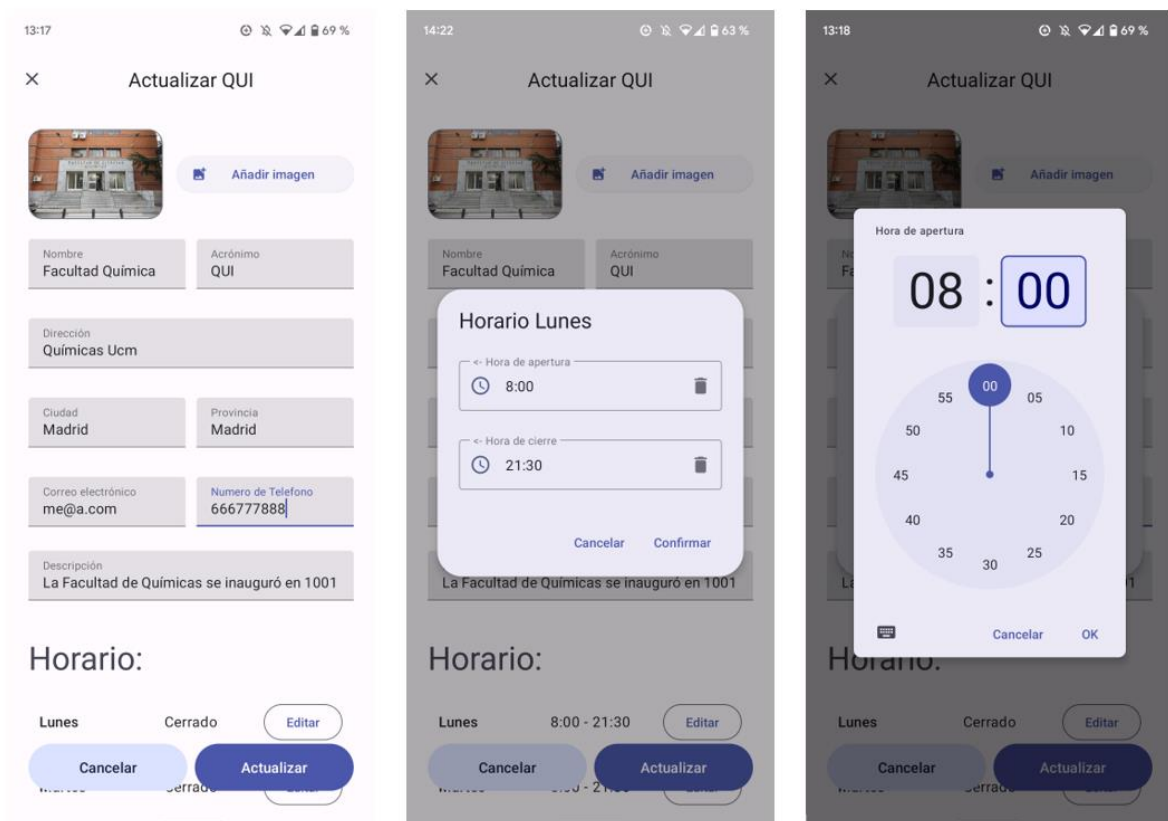 13:17
69 %
Actualizar QUI
Añadir imagen
Nombre
Facultad Química
Acrónimo
QUI
Dirección
Químicas Ucm
Ciudad
Madrid
Provincia
Madrid
Correo electrónico
me@a.com
Numero de Telefono
666777888
Descripción
La Facultad de Químicas se inauguró en 1001
Horario:
Lunes Cerrado Editar
Cancelar Actualizar
14:22
63 %
Actualizar QUI
Añadir imagen
Nombre
Facultad Química
Acrónimo
QUI
Horario Lunes
<- Hora de apertura
8:00
<- Hora de cierre
21:30
Cancelar Confirmar
La Facultad de Químicas se inauguró en 1001
Horario:
Lunes 8:00 - 21:30 Editar
Cancelar Actualizar
13:18
69 %
Actualizar QUI
Añadir imagen
Hora de apertura
08 : 00
00
05
10
15
20
25
30
35
40
45
50
55
Cancelar OK
Horario:
Lunes Cerrado Editar
Cancelar Actualizar